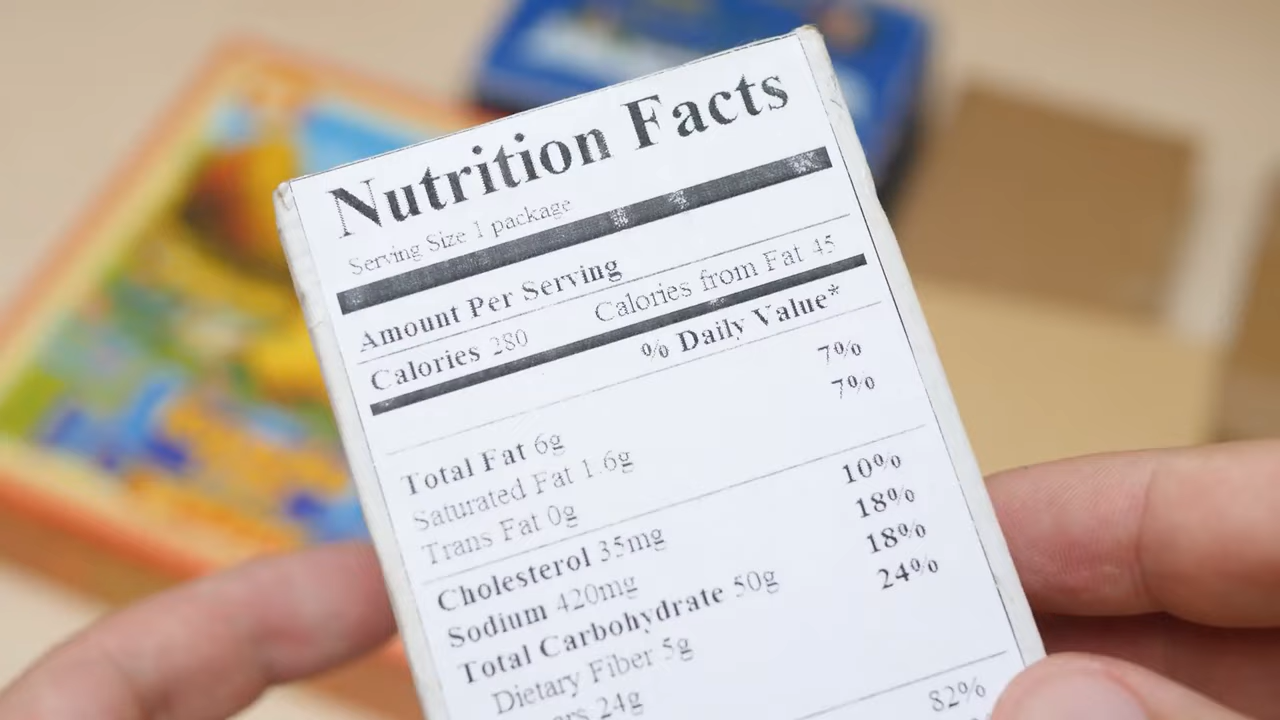 Nutrition Facts
Serving Size 1 package
Amount Per Serving
Calories 280 Calories from Fat 45
% Daily Value*
Total Fat 6g 7%
Saturated Fat 1.6g 7%
Trans Fat 0g
Cholesterol 35mg 10%
Sodium 420mg 18%
Total Carbohydrate 50g 18%
Dietary Fiber 5g 24%
24g
82%